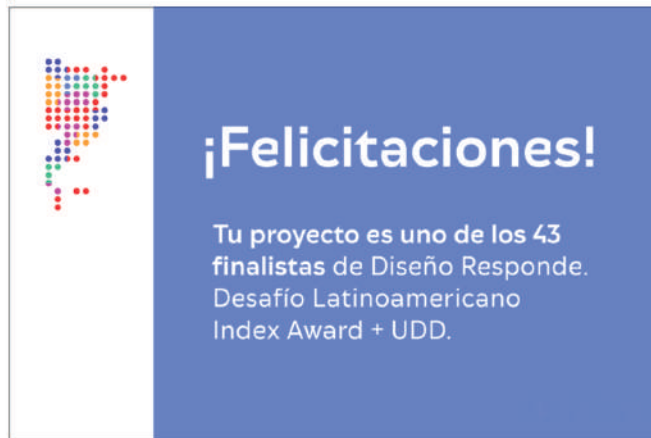 ¡Felicitaciones!
Tu proyecto es uno de los 43
finalistas de Diseño Responde.
Desafío Latinoamericano
Index Award + UDD.